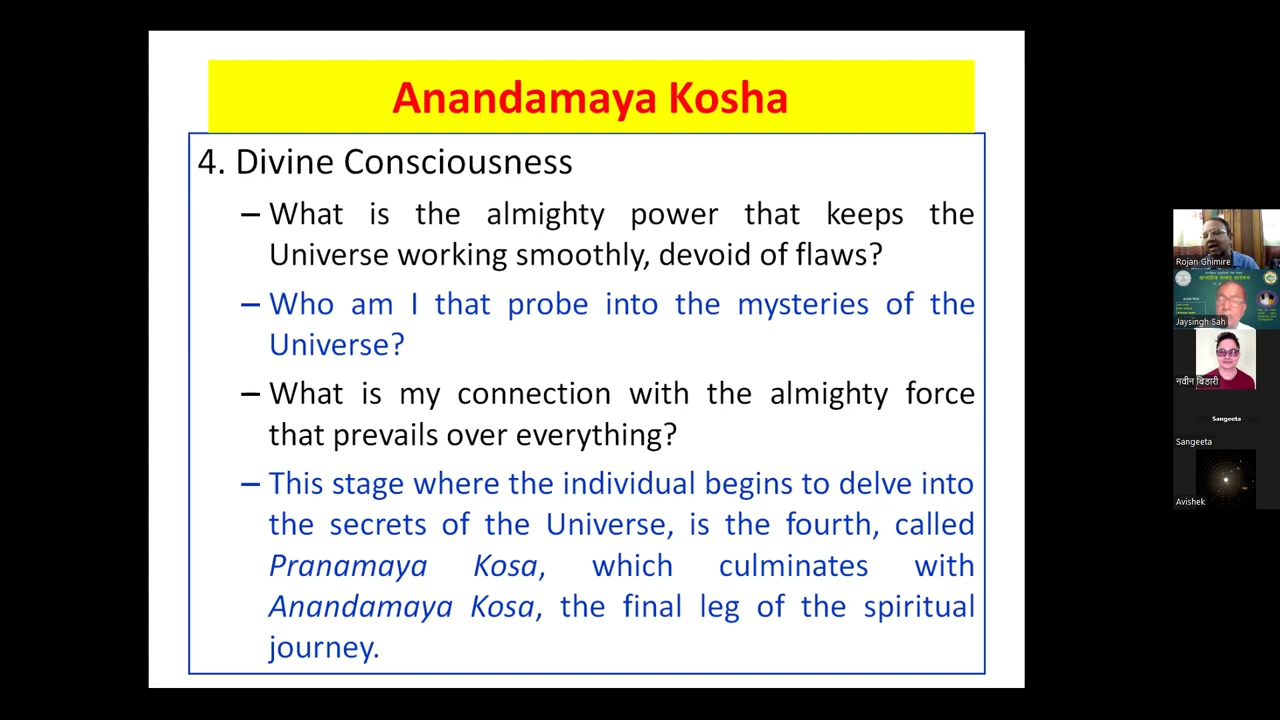 Anandamaya Kosha
4. Divine Consciousness
– What is the almighty power that keeps the
Universe working smoothly, devoid of flaws?
– Who am I that probe into the mysteries of the
Universe?
– What is my connection with the almighty force
that prevails over everything?
– This stage where the individual begins to delve into
the secrets of the Universe, is the fourth, called
Pranamaya Kosa, which culminates with
Anandamaya Kosa, the final leg of the spiritual
journey.
Rojan Ghimire
Jaysingh Sah
नवीन बिडारी
Sangeeta
Sangeeta
Avishek